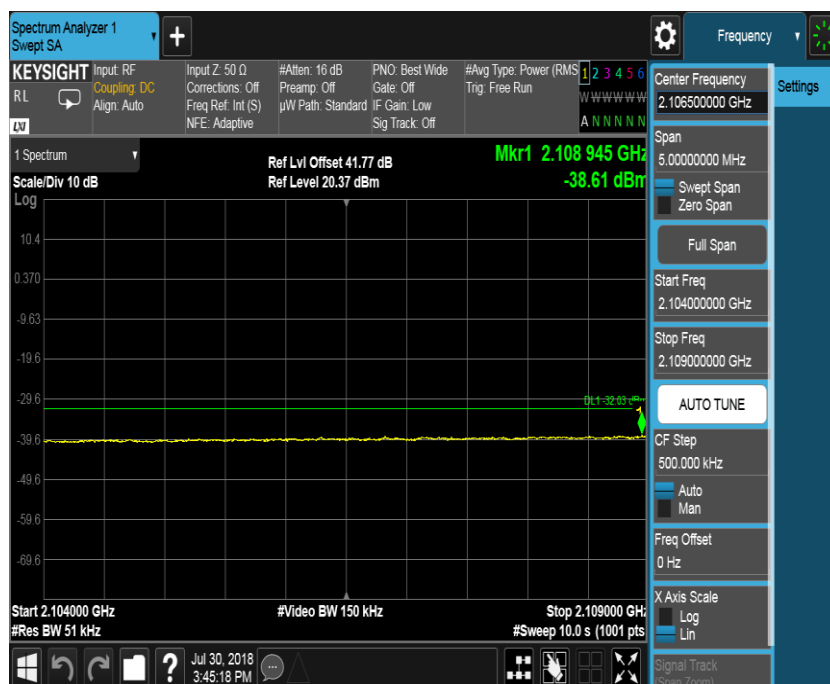 Spectrum Analyzer 1
Swept SA
+
Frequency
KEYSIGHT
RL
LXI
Input: RF
Coupling: DC
Align: Auto
Input Z: 50 Ω
Corrections: Off
Freq Ref: Int (S)
NFE: Adaptive
#Atten: 16 dB
Preamp: Off
µW Path: Standard
PNO: Best Wide
Gate: Off
IF Gain: Low
Sig Track: Off
#Avg Type: Power (RMS
Trig: Free Run
1 2 3 4 5 6
W W W W W W
A N N N N N
1 Spectrum
Scale/Div 10 dB
Log
Ref Lvl Offset 41.77 dB
Ref Level 20.37 dBm
Mkr1 2.108 945 GHz
-38.61 dBm
10.4
0.370
-9.63
-19.6
-29.6
-39.6
-49.6
-59.6
-69.6
DL1 -32.03 dBm
1
Start 2.104000 GHz
#Res BW 51 kHz
#Video BW 150 kHz
Stop 2.109000 GHz
#Sweep 10.0 s (1001 pts
Jul 30, 2018
3:45:18 PM
Center Frequency
2.106500000 GHz
Settings
Span
5.00000000 MHz
Swept Span
Zero Span
Full Span
Start Freq
2.104000000 GHz
Stop Freq
2.109000000 GHz
AUTO TUNE
CF Step
500.000 kHz
Auto
Man
Freq Offset
0 Hz
X Axis Scale
Log
Lin
Signal Track
(Span Zoom)